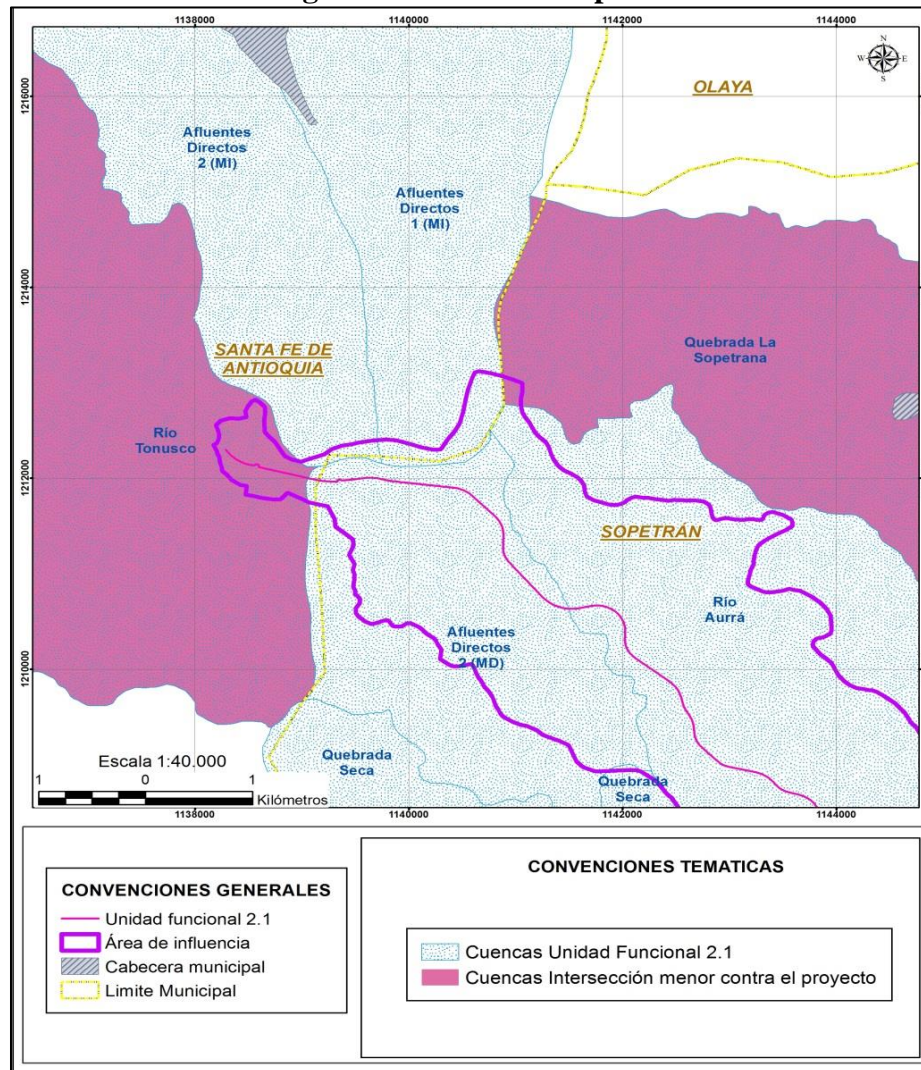 1138000 1140000 1142000 1144000
N
W E
S
1216000
OLAYA
Afluentes
Directos
2 (MI)
Afluentes
Directos
1 (MI)
1214000
SANTA FE DE
ANTIOQUIA
Quebrada La
Sopetrana
Río
Tonusco
1212000
SOPETRÁN
Río
Aurrá
Afluentes
Directos
2 (MD)
1210000
Quebrada
Seca
Quebrada
Seca
Escala 1:40.000
1 0 1
Kilómetros
1138000 1140000 1142000 1144000
CONVENCIONES GENERALES
Unidad funcional 2.1
Área de influencia
Cabecera municipal
Limite Municipal
CONVENCIONES TEMATICAS
Cuencas Unidad Funcional 2.1
Cuencas Intersección menor contra el proyecto